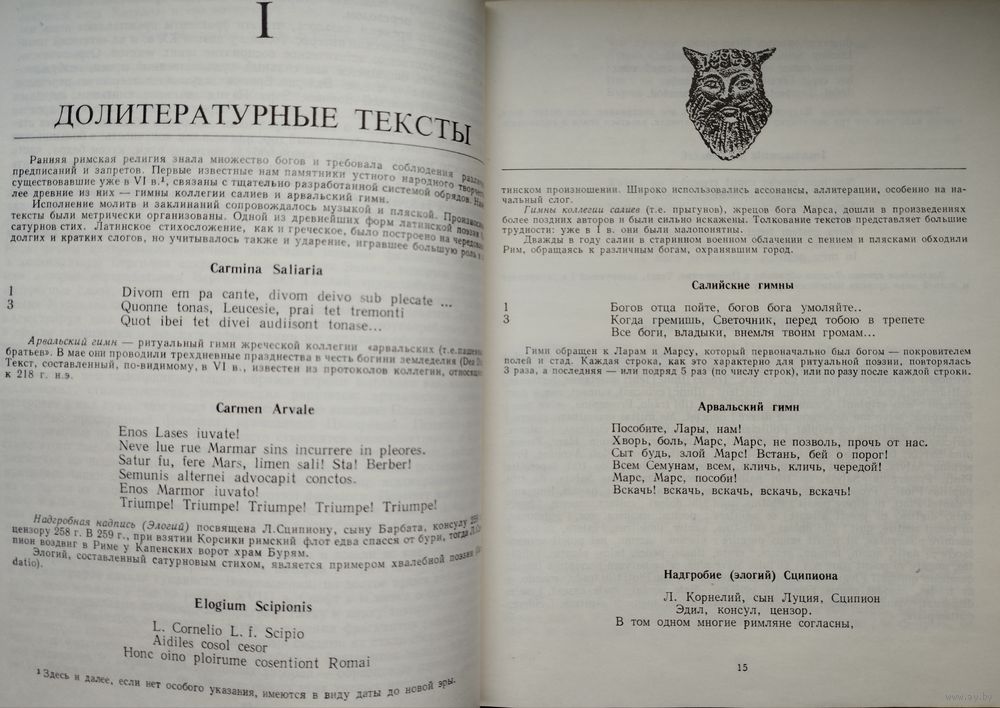 I
ДОЛИТЕРАТУРНЫЕ ТЕКСТЫ
Ранняя римская религия знала множество богов и требовала соблюдения
предписаний и запретов. Первые известные нам памятники устного народного
существовавшие уже в VI в.¹, связаны с тщательно разработанной системой обрядов.
лее древние из них — гимны коллегии салиев и арвальский гимн.
Исполнение молитв и заклинаний сопровождалось музыкой и пляской.
тексты были метрически организованы. Одной из древнейших форм латинской поэзии
сатурнов стих. Латинское стихосложение, как и греческое, было построено на
долгих и кратких слогов, но учитывалось также и ударение, игравшее большую роль
Carmina Saliaria
1 Divom em pa cante, divom deivo sub plecate ...
3 Quonne tonas, Leucesie, prai tet tremonti
Quot ibei tet divei audiisont tonase...
Арвальский гимн — ритуальный гимн жреческой коллегии «арвальских (т.е.
братьев». В мае они проводили трехдневные празднества в честь богини земледелия
Текст, составленный, по-видимому, в VI в., известен из протоколов коллегии,
к 218 г. н.э.
Carmen Arvale
Enos Lases iuvate!
Neve lue rue Marmar sins incurrere in pleores.
Satur fu, fere Mars, limen sali! Sta! Berber!
Semunis alternei advocapit conctos.
Enos Marmor iuvato!
Triumpe! Triumpe! Triumpe! Triumpe! Triumpe!
Надгробная надпись (Элогий) посвящена Л.Сципиону, сыну Барбата, консулу
цензору 258 г. В 259 г., при взятии Корсики римский флот едва спасся от бури, тогда
пион воздвиг в Риме у Капенских ворот храм Бурям.
Элогий, составленный сатурновым стихом, является примером хвалебной поэзии
datio).
Elogium Scipionis
L. Cornelio L. f. Scipio
Aidiles cosol cesor
Honc oino ploirume cosentiont Romai
¹ Здесь и далее, если нет особого указания, имеются в виду даты до новой эры.
тинском произношении. Широко использовались ассонансы, аллитерации, особенно на на-
чальный слог.
Гимны коллегии салиев (т.е. прыгунов), жрецов бога Марса, дошли в произведениях
более поздних авторов и были сильно искажены. Толкование текстов представляет большие
трудности: уже в I в. они были малопонятны.
Дважды в году салии в старинном военном облачении с пением и плясками обходили
Рим, обращаясь к различным богам, охранявшим город.
Салийские гимны
1 Богов отца пойте, богов бога умоляйте..
3 Когда гремишь, Светочник, перед тобою в трепете
Все боги, владыки, внемля твоим громам...
Гимн обращен к Ларам и Марсу, который первоначально был богом — покровителем
полей и стад. Каждая строка, как это характерно для ритуальной поэзии, повторялась
3 раза, а последняя — или подряд 5 раз (по числу строк), или по разу после каждой строки.
Арвальский гимн
Пособите, Лары, нам!
Хворь, боль, Марс, Марс, не позволь, прочь от нас.
Сыт будь, злой Марс! Встань, бей о порог!
Всем Семунам, всем, кличь, кличь, чередой!
Марс, Марс, пособи!
Вскачь! вскачь, вскачь, вскачь, вскачь!
Надгробие (элогий) Сципиона
Л. Корнелий, сын Луция, Сципион
Эдил, консул, цензор.
В том одном многие римляне согласны,
15
www.ay.by